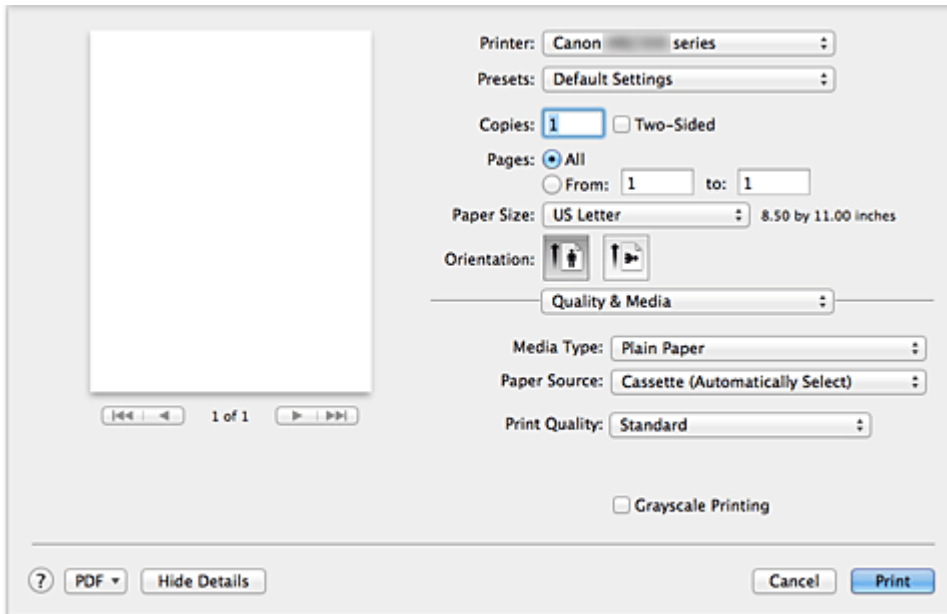 Printer: Canon series
Presets: Default Settings
Copies: 1 Two-Sided
Pages: All
From: 1 to: 1
Paper Size: US Letter 8.50 by 11.00 inches
Orientation:
Quality & Media
Media Type: Plain Paper
Paper Source: Cassette (Automatically Select)
1 of 1
Print Quality: Standard
Grayscale Printing
? PDF Hide Details Cancel Print